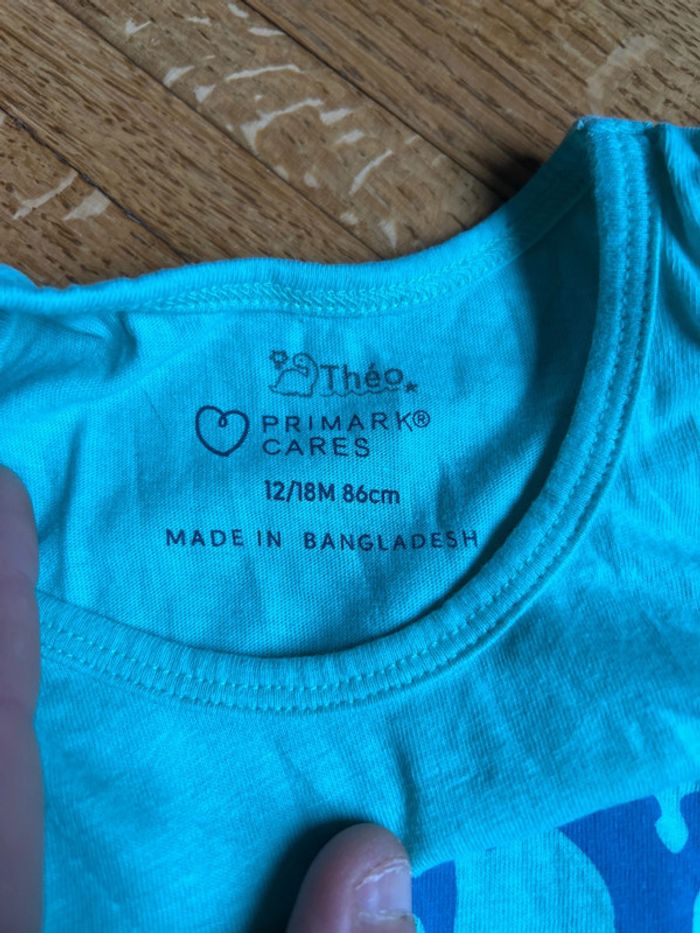 Théo
PRIMARK®
CARES
12/18M 86cm
MADE IN BANGLADESH